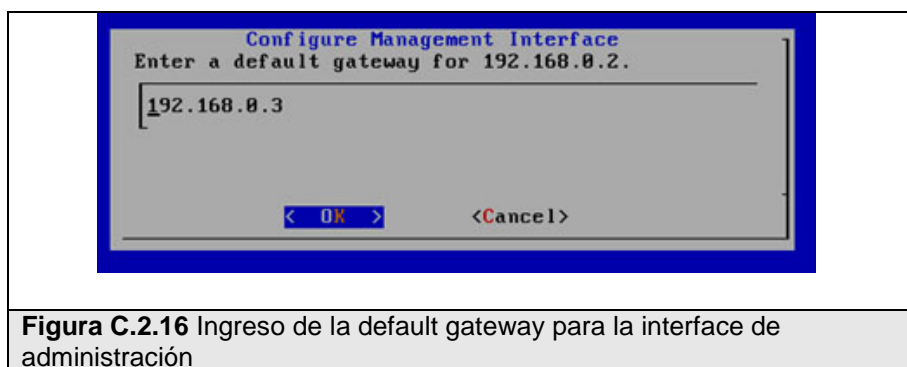 Configure Management Interface
Enter a default gateway for 192.168.0.2.
192.168.0.3
< OK >    <Cancel>
Figura C.2.16 Ingreso de la default gateway para la interface de
administración